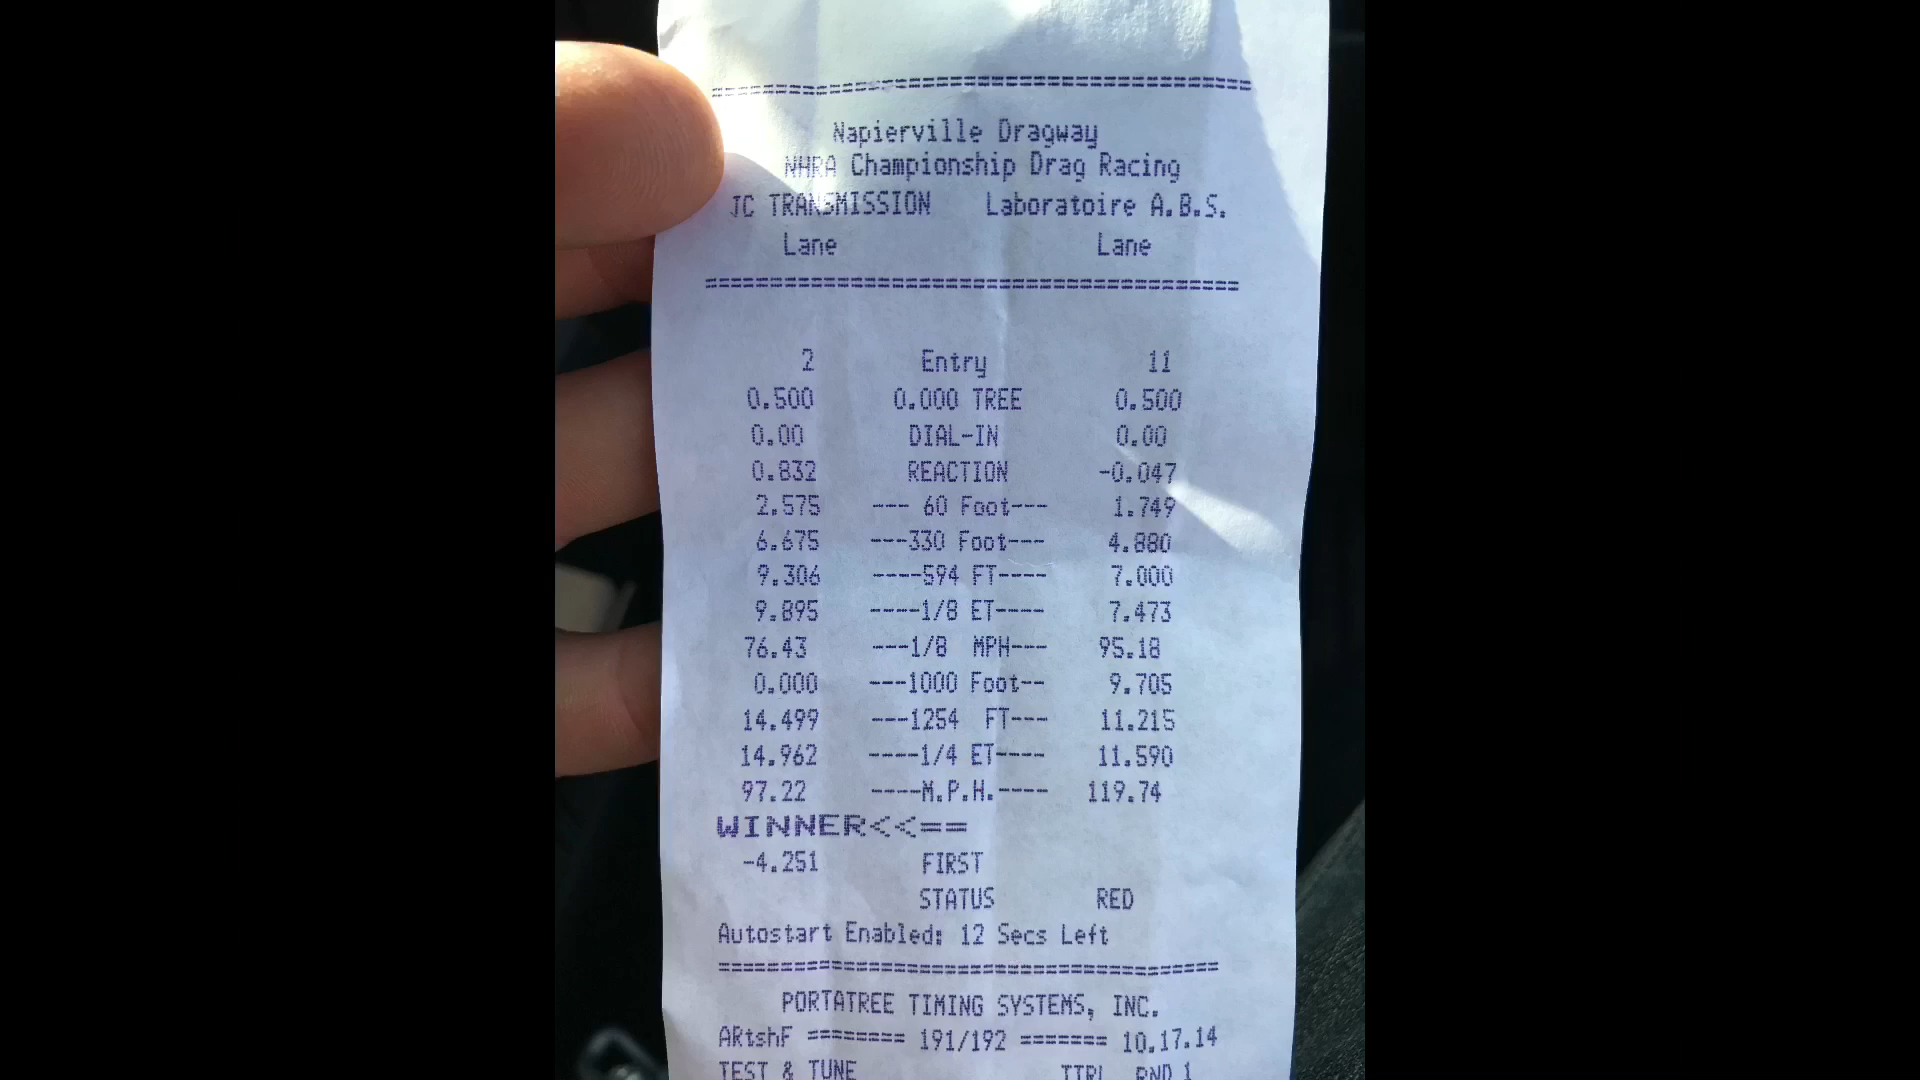 ===========================================
Napierville Dragway
NHRA Championship Drag Racing
JC TRANSMISSION Laboratoire A.B.S.
Lane Lane
===========================================
2 Entry 11
0.500 0.000 TREE 0.500
0.00 DIAL-IN 0.00
0.832 REACTION -0.047
2.575 --- 60 Foot--- 1.749
6.675 ---330 Foot--- 4.880
9.306 ----594 FT---- 7.000
9.895 ----1/8 ET---- 7.473
76.43 ---1/8 MPH--- 95.18
0.000 ---1000 Foot-- 9.705
14.499 ---1254 FT--- 11.215
14.962 ----1/4 ET---- 11.590
97.22 ----M.P.H.---- 119.74
WINNER<<==
-4.251 FIRST
STATUS RED
Autostart Enabled: 12 Secs Left
========================================
PORTATREE TIMING SYSTEMS, INC.
ARtshF ======== 191/192 ======= 10.17.14
TEST & TUNE RND 1